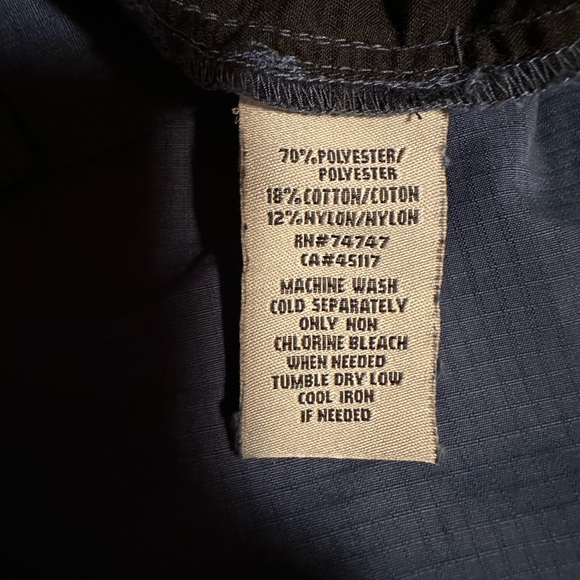 70%POLYESTER/
POLYESTER
18%COTTON/COTON
12%NYLON/NYLON
RN#74747
CA#45117
MACHINE WASH
COLD SEPARATELY
ONLY NON
CHLORINE BLEACH
WHEN NEEDED
TUMBLE DRY LOW
COOL IRON
IF NEEDED